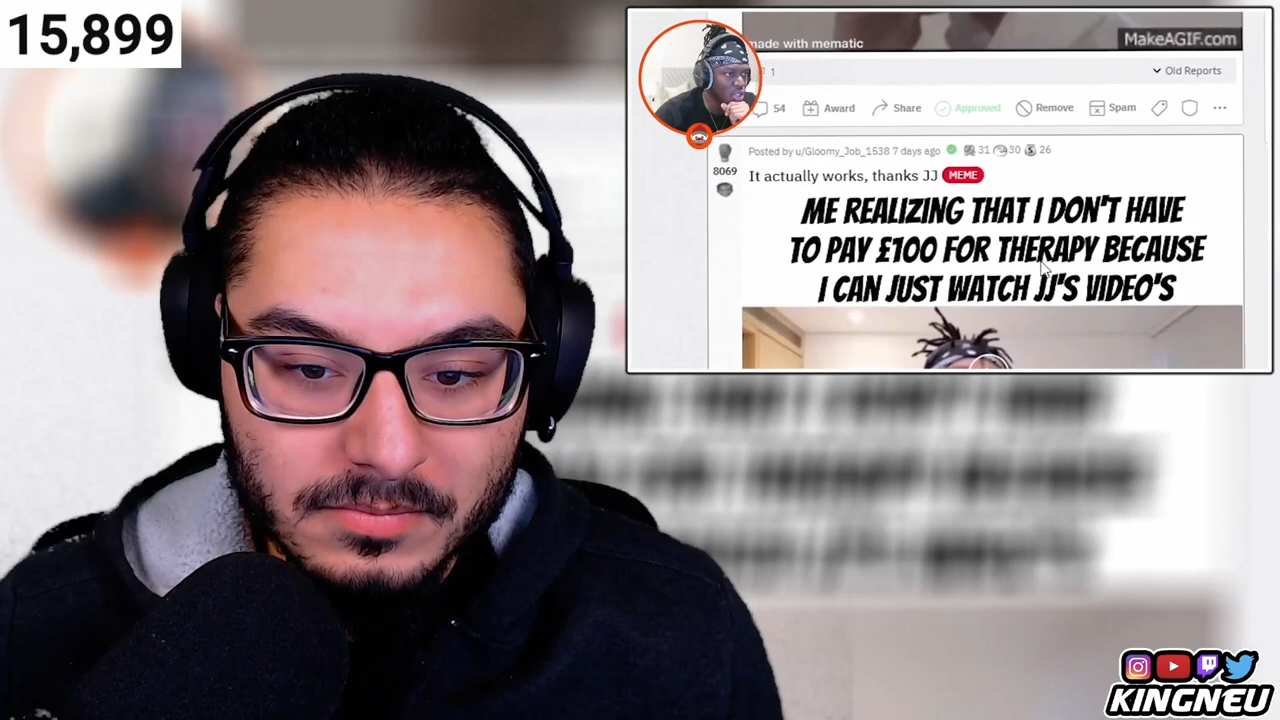 15,899
made with mematic
MakeAGIF.com
1
Old Reports
54 Award Share Approved Remove Spam
Posted by u/Gloomy_Job_1538 7 days ago 31 30 26
8069
It actually works, thanks JJ MEME
ME REALIZING THAT I DON'T HAVE
TO PAY £100 FOR THERAPY BECAUSE
I CAN JUST WATCH JJ'S VIDEO'S
KINGNEU